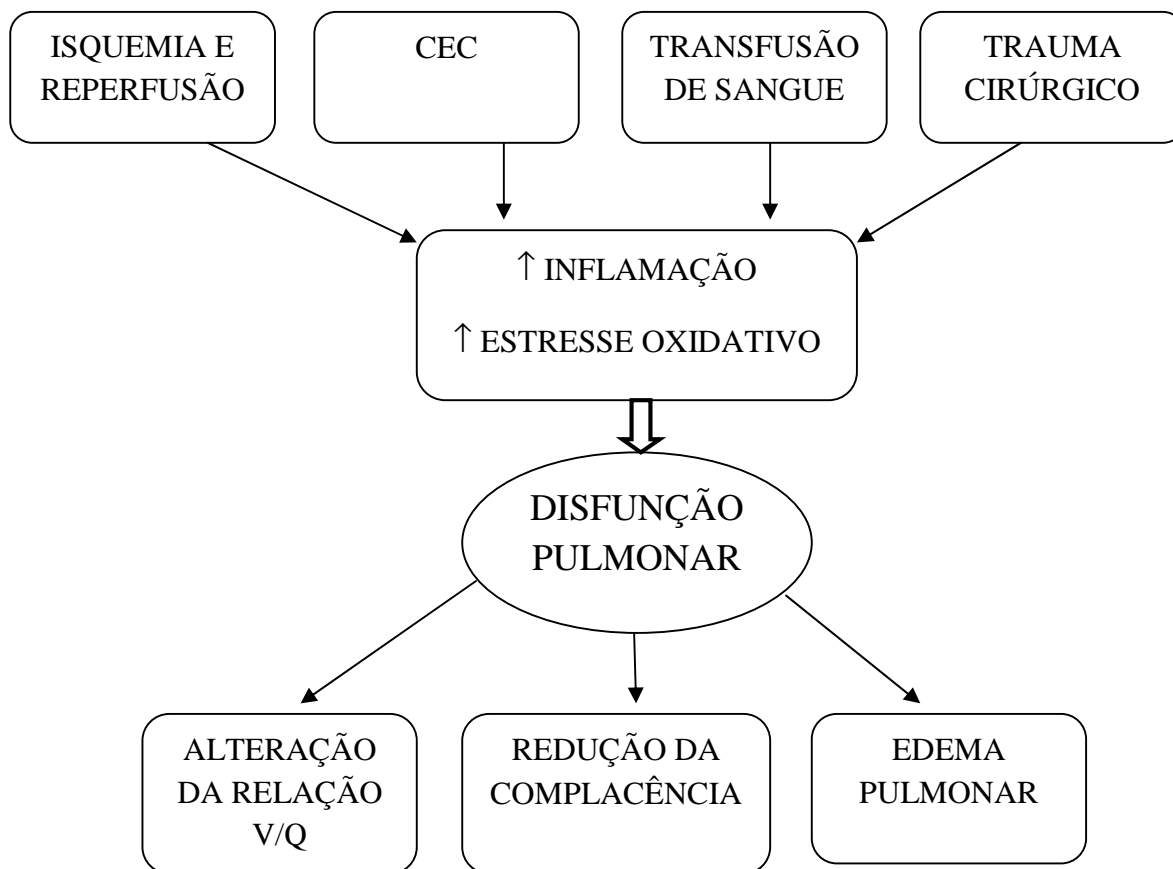 ISQUEMIA E
REPERFUSÃO
CEC
TRANSFUSÃO
DE SANGUE
TRAUMA
CIRÚRGICO
↑ INFLAMAÇÃO
↑ ESTRESSE OXIDATIVO
DISFUNÇÃO
PULMONAR
ALTERAÇÃO
DA RELAÇÃO
V/Q
REDUÇÃO DA
COMPLACÊNCIA
EDEMA
PULMONAR